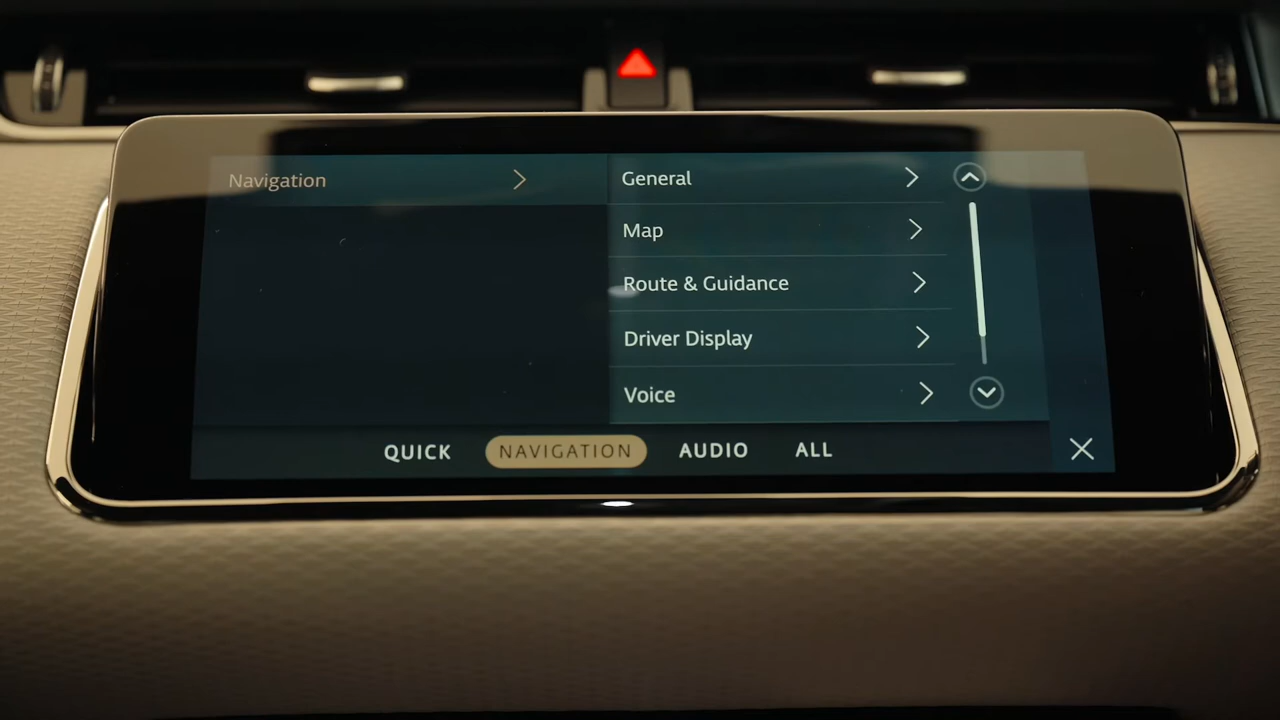 Navigation
General
Map
Route & Guidance
Driver Display
Voice
QUICK NAVIGATION AUDIO ALL